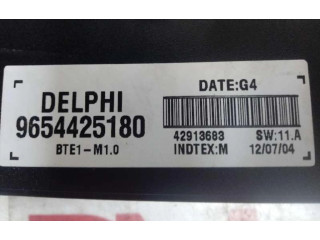 DELPHI
9654425180
BTE1-M1.0
DATE:G4
42913683 SW:11.A
INDTEX:M 12/07/04